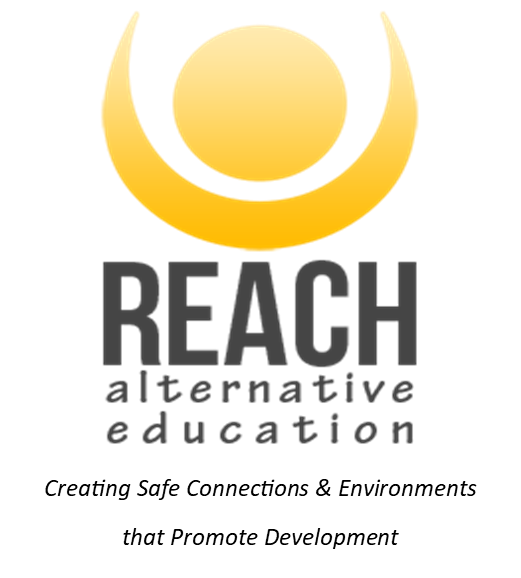 REACH
alternative
education
Creating Safe Connections & Environments
that Promote Development